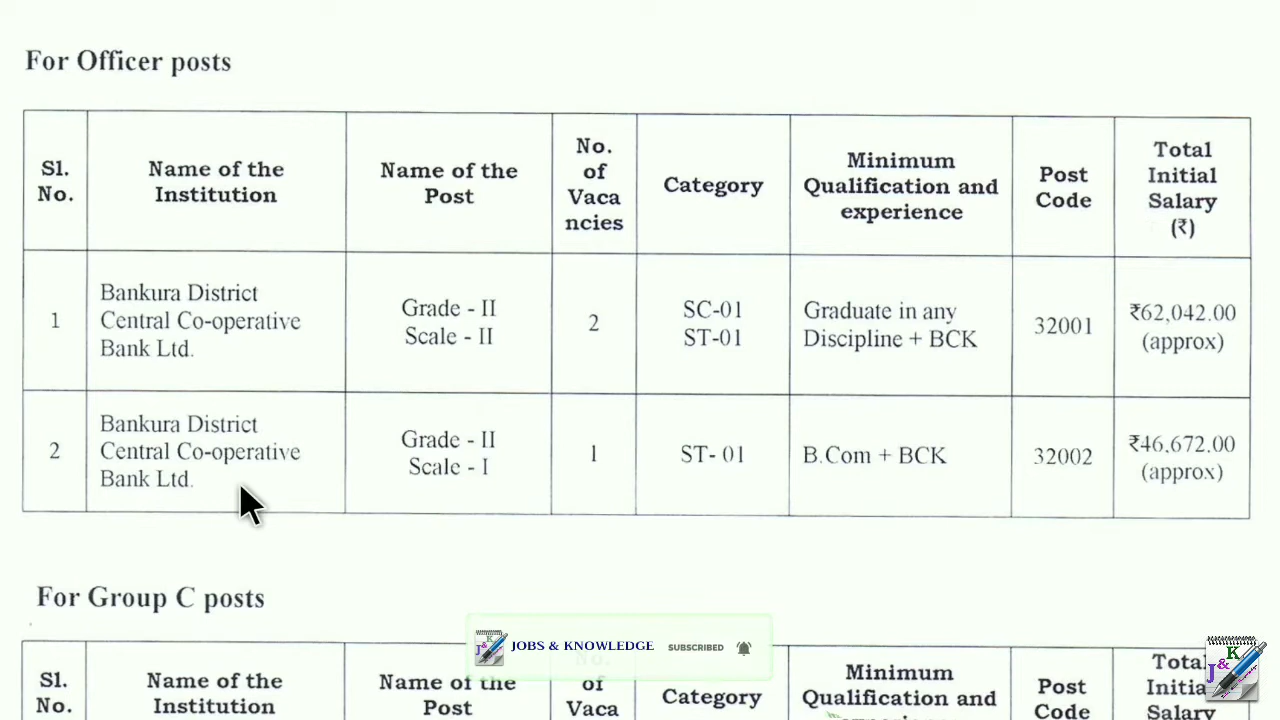 For Officer posts
Sl.
No.
Name of the
Institution
Name of the
Post
No.
of
Vaca
ncies
Category
Minimum
Qualification and
experience
Post
Code
Total
Initial
Salary
(₹)
1
Bankura District
Central Co-operative
Bank Ltd.
Grade - II
Scale - II
2
SC-01
ST-01
Graduate in any
Discipline + BCK
32001
₹62,042.00
(approx)
2
Bankura District
Central Co-operative
Bank Ltd.
Grade - II
Scale - I
1
ST- 01
B.Com + BCK
32002
₹46,672.00
(approx)
For Group C posts
Sl.
No.
Name of the
Institution
Name of the
Post
No.
of
Vaca
Category
Minimum
Qualification and
Post
Code
Total
Initial
Salary
JOBS & KNOWLEDGE SUBSCRIBED
J&K